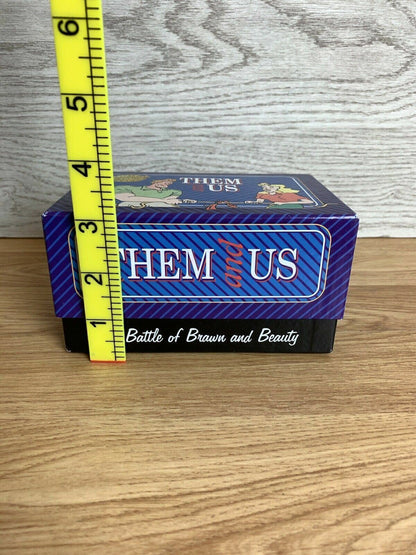 6
5
4
3
2
1
THEM
& US
THEM and US
Battle of Brawn and Beauty